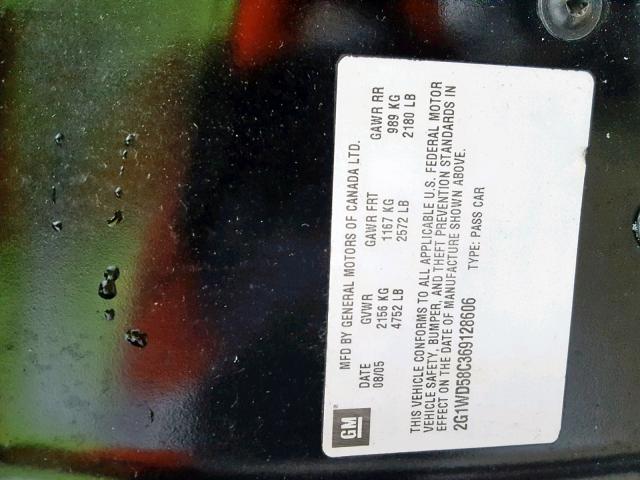 GM
MFD BY GENERAL MOTORS OF CANADA LTD.
DATE GVWR GAWR FRT GAWR RR
08/05 2156 KG 1167 KG 989 KG
4752 LB 2572 LB 2180 LB
THIS VEHICLE CONFORMS TO ALL APPLICABLE U.S. FEDERAL MOTOR
VEHICLE SAFETY, BUMPER, AND THEFT PREVENTION STANDARDS IN
EFFECT ON THE DATE OF MANUFACTURE SHOWN ABOVE.
2G1WD58C369128606 TYPE: PASS CAR